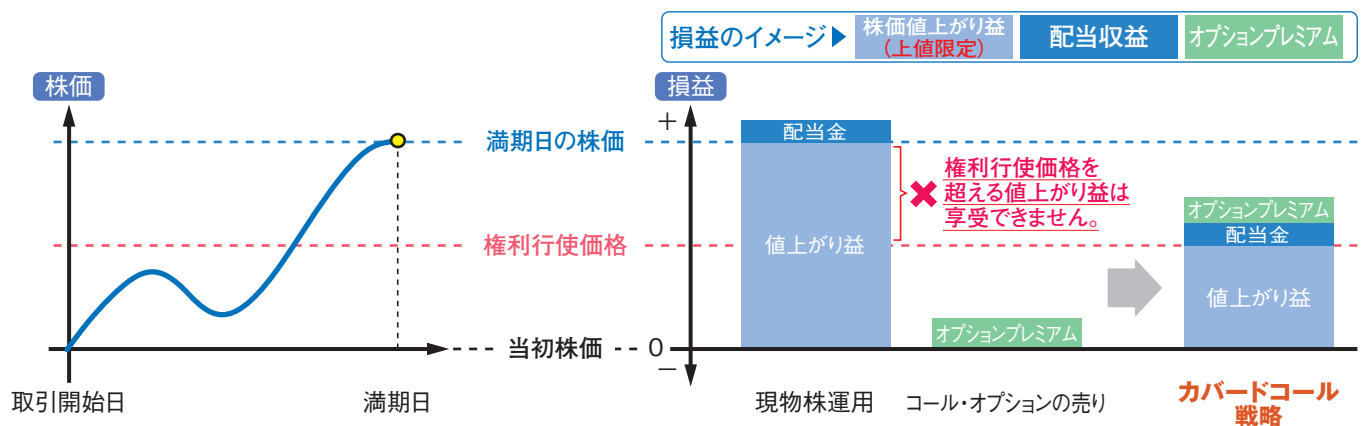 損益のイメージ▶
株価値上がり益
(上値限定)
配当収益
オプションプレミアム
株価
満期日の株価
権利行使価格
当初株価
取引開始日
満期日
損益
＋
0
－
配当金
値上がり益
権利行使価格を
超える値上がり益は
享受できません。
オプションプレミアム
オプションプレミアム
配当金
値上がり益
現物株運用
コール・オプションの売り
カバードコール
戦略